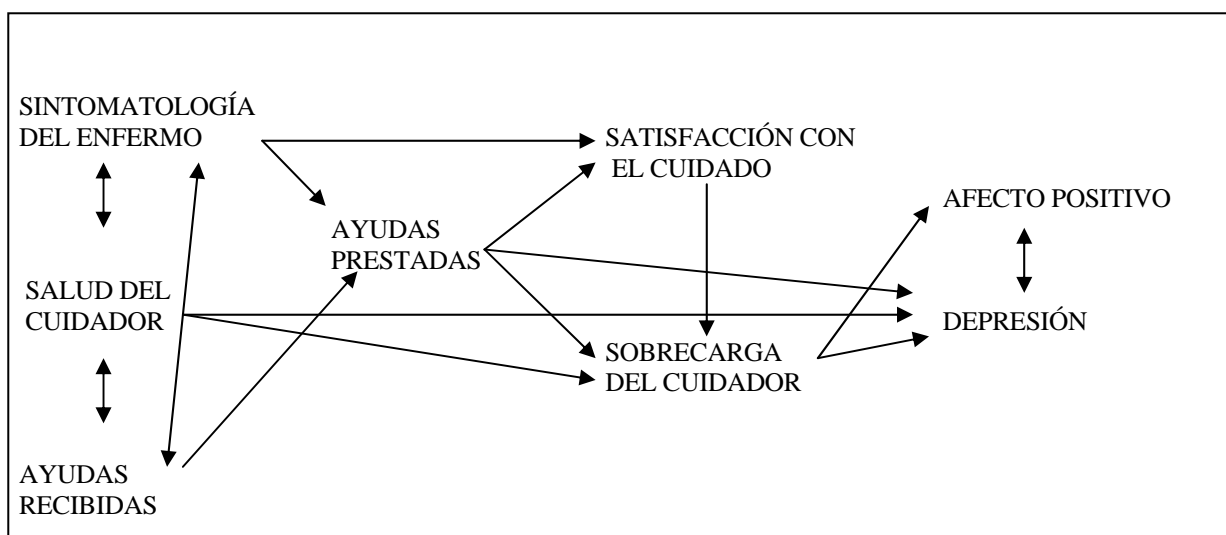 SINTOMATOLOGÍA
DEL ENFERMO
SALUD DEL
CUIDADOR
AYUDAS
RECIBIDAS
AYUDAS
PRESTADAS
SATISFACCIÓN CON
EL CUIDADO
SOBRECARGA
DEL CUIDADOR
AFECTO POSITIVO
DEPRESIÓN